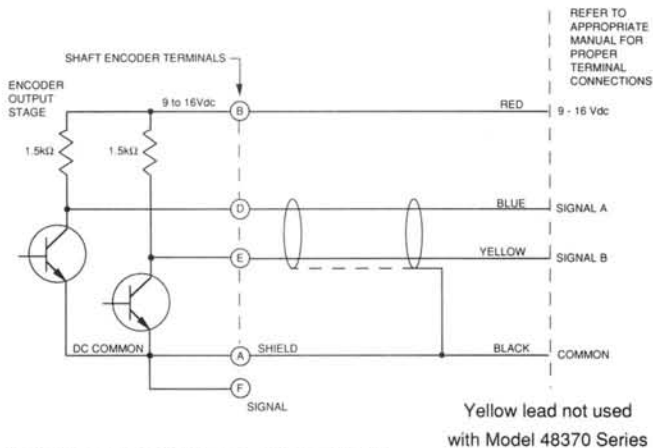 REFER TO
APPROPRIATE
MANUAL FOR
PROPER
TERMINAL
CONNECTIONS
SHAFT ENCODER TERMINALS
ENCODER
OUTPUT
STAGE
9 to 16Vdc
B
RED
9 - 16 Vdc
1.5kΩ
1.5kΩ
D
BLUE
SIGNAL A
E
YELLOW
SIGNAL B
DC COMMON
A
SHIELD
BLACK
COMMON
F
SIGNAL
Yellow lead not used
with Model 48370 Series